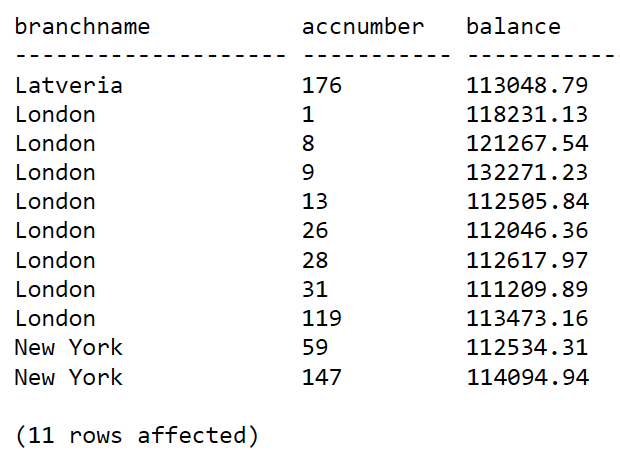 branchname           accnumber   balance
-------------------- ----------- -----------
Latveria             176         113048.79
London               1           118231.13
London               8           121267.54
London               9           132271.23
London               13          112505.84
London               26          112046.36
London               28          112617.97
London               31          111209.89
London               119         113473.16
New York             59          112534.31
New York             147         114094.94

(11 rows affected)